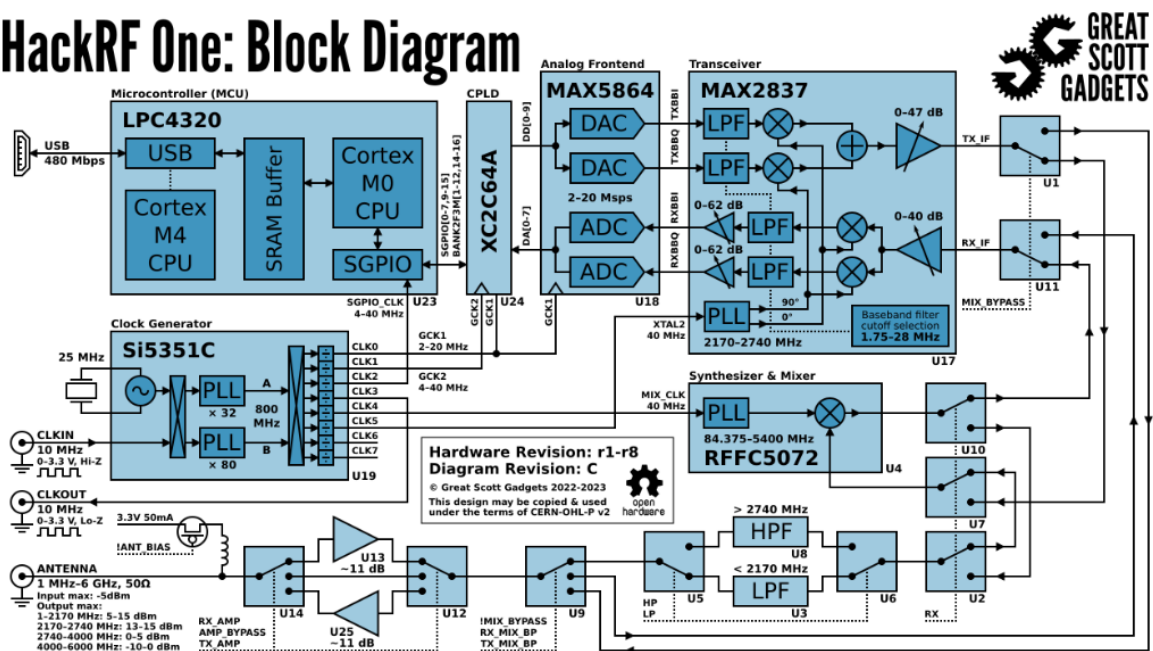 HackRF One: Block Diagram
GREAT
SCOTT
GADGETS
Microcontroller (MCU)
LPC4320
USB
480 Mbps
USB
Cortex
M4
CPU
SRAM Buffer
Cortex
M0
CPU
SGPIO
SGPIO[0-7,9-15]
BANK2F3M[1-12,14-16]
SGPIO_CLK
4–40 MHz
U23
CPLD
XC2C64A
GCK2
GCK1
U24
DD[0-9]
DA[0-7]
Analog Frontend
MAX5864
DAC
DAC
2–20 Msps
ADC
ADC
GCK1
U18
TXBBI
TXBBQ
RXBBI
RXBBQ
Transceiver
MAX2837
LPF
LPF
0–47 dB
0–62 dB
LPF
0–62 dB
LPF
0–40 dB
PLL
90°
0°
2170–2740 MHz
Baseband filter
cutoff selection
1.75–28 MHz
U17
XTAL2
40 MHz
TX_IF
U1
RX_IF
U11
MIX_BYPASS
Clock Generator
Si5351C
25 MHz
PLL
× 32
A
800
MHz
PLL
× 80
B
CLK0
CLK1
CLK2
CLK3
CLK4
CLK5
CLK6
CLK7
U19
GCK1
2–20 MHz
GCK2
4–40 MHz
CLKIN
10 MHz
0–3.3 V, Hi-Z
CLKOUT
10 MHz
0–3.3 V, Lo-Z
Synthesizer & Mixer
MIX_CLK
40 MHz
PLL
84.375–5400 MHz
RFFC5072
U4
U10
U7
U2
Hardware Revision: r1-r8
Diagram Revision: C
© Great Scott Gadgets 2022-2023
This design may be copied & used
under the terms of CERN-OHL-P v2
open
hardware
3.3V 50mA
!ANT_BIAS
ANTENNA
1 MHz–6 GHz, 50Ω
Input max: -5dBm
Output max:
1–2170 MHz: 5–15 dBm
2170–2740 MHz: 13–15 dBm
2740–4000 MHz: 0–5 dBm
4000–6000 MHz: -10–0 dBm
U14
RX_AMP
AMP_BYPASS
TX_AMP
U13
~11 dB
U25
~11 dB
U12
U9
!MIX_BYPASS
RX_MIX_BP
TX_MIX_BP
U5
HP
LP
> 2740 MHz
HPF
U8
< 2170 MHz
LPF
U3
U6
RX